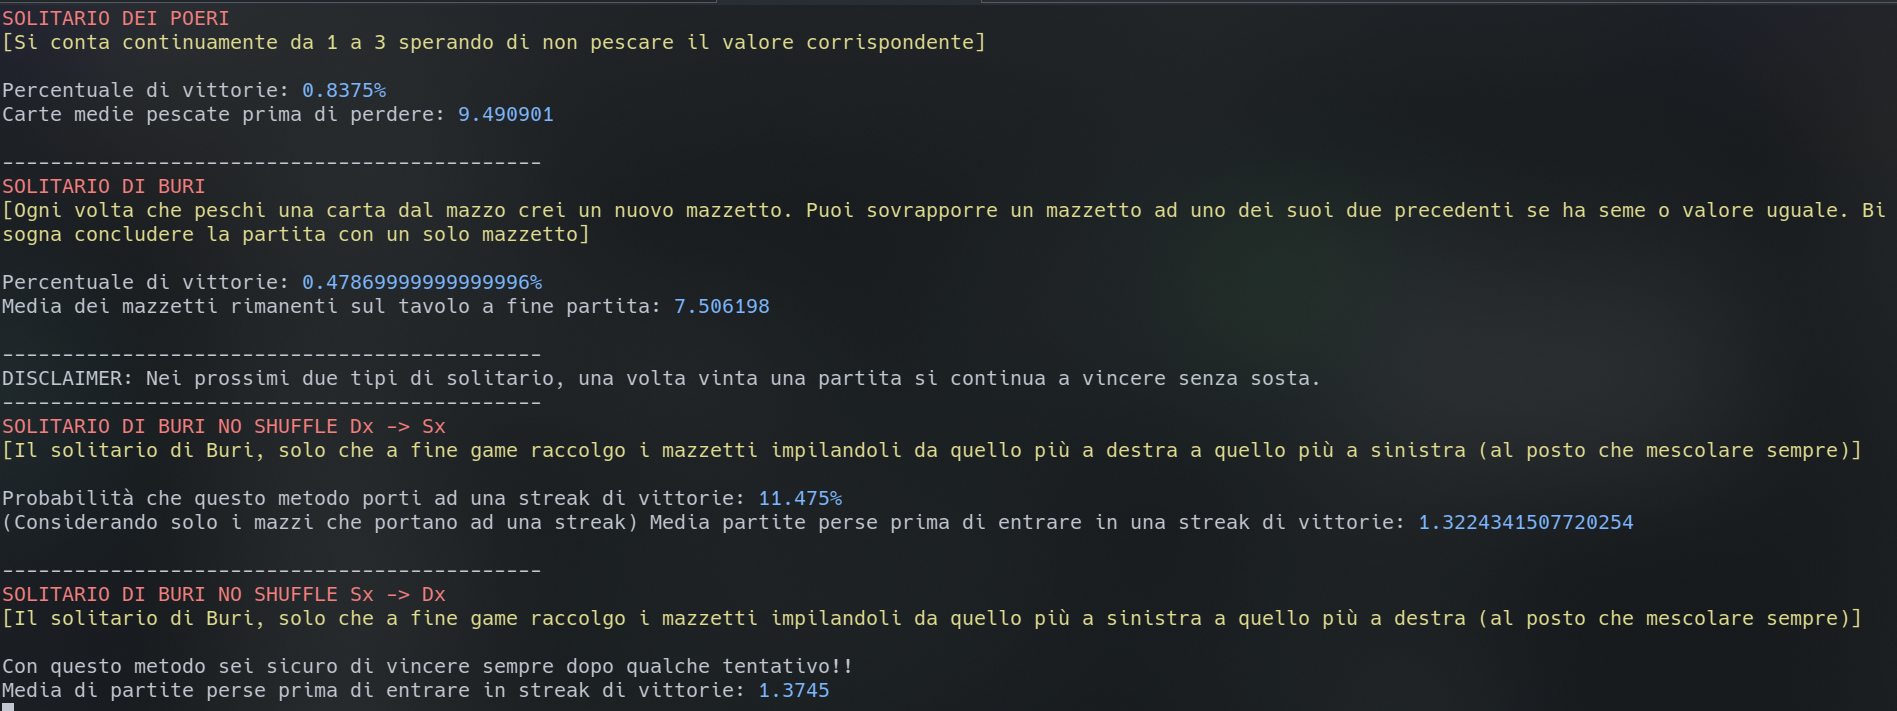 SOLITARIO DEI POERI
[Si conta continuamente da 1 a 3 sperando di non pescare il valore corrispondente]
Percentuale di vittorie: 0.8375%
Carte medie pescate prima di perdere: 9.490901
---------------------------------------------
SOLITARIO DI BURI
[Ogni volta che peschi una carta dal mazzo crei un nuovo mazzetto. Puoi sovrapporre un mazzetto ad uno dei suoi due precedenti se ha seme o valore uguale. Bi
sogna concludere la partita con un solo mazzetto]
Percentuale di vittorie: 0.47869999999999996%
Media dei mazzetti rimanenti sul tavolo a fine partita: 7.506198
---------------------------------------------
DISCLAIMER: Nei prossimi due tipi di solitario, una volta vinta una partita si continua a vincere senza sosta.
---------------------------------------------
SOLITARIO DI BURI NO SHUFFLE Dx -> Sx
[Il solitario di Buri, solo che a fine game raccolgo i mazzetti impilandoli da quello più a destra a quello più a sinistra (al posto che mescolare sempre)]
Probabilità che questo metodo porti ad una streak di vittorie: 11.475%
(Considerando solo i mazzi che portano ad una streak) Media partite perse prima di entrare in una streak di vittorie: 1.3224341507720254
---------------------------------------------
SOLITARIO DI BURI NO SHUFFLE Sx -> Dx
[Il solitario di Buri, solo che a fine game raccolgo i mazzetti impilandoli da quello più a sinistra a quello più a destra (al posto che mescolare sempre)]
Con questo metodo sei sicuro di vincere sempre dopo qualche tentativo!!
Media di partite perse prima di entrare in streak di vittorie: 1.3745